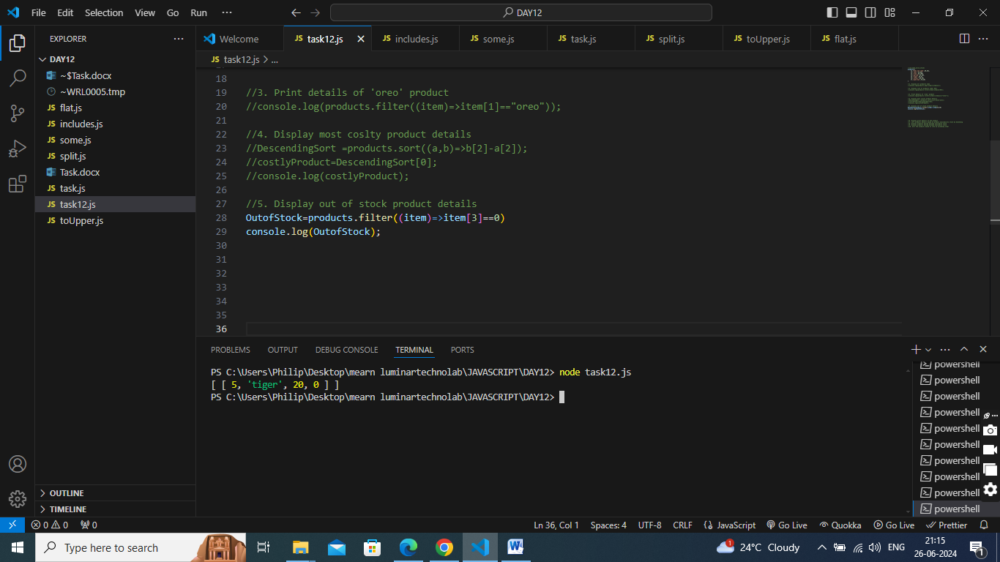 File Edit Selection View Go Run ··· DAY12
EXPLORER ···
DAY12
~$Task.docx
~WRL0005.tmp
flat.js
includes.js
some.js
split.js
Task.docx
task.js
task12.js
toUpper.js
OUTLINE
TIMELINE
Welcome JS task12.js JS includes.js JS some.js JS task.js JS split.js JS toUpper.js JS flat.js
JS task12.js > ...
18
19 //3. Print details of 'oreo' product
20 //console.log(products.filter((item)=>item[1]=="oreo"));
21
22 //4. Display most coslty product details
23 //DescendingSort =products.sort((a,b)=>b[2]-a[2]);
24 //costlyProduct=DescendingSort[0];
25 //console.log(costlyProduct);
26
27 //5. Display out of stock product details
28 OutofStock=products.filter((item)=>item[3]==0)
29 console.log(OutofStock);
30
31
32
33
34
35
36
PROBLEMS OUTPUT DEBUG CONSOLE TERMINAL PORTS
PS C:\Users\Philip\Desktop\mearn luminartechnolab\JAVASCRIPT\DAY12> node task12.js
[ [ 5, 'tiger', 20, 0 ] ]
PS C:\Users\Philip\Desktop\mearn luminartechnolab\JAVASCRIPT\DAY12>
powershell
powershell
powershell
powershell
powershell
powershell
powershell
powershell
powershell
powershell
0 0 0 Ln 36, Col 1 Spaces: 4 UTF-8 CRLF JavaScript Go Live Quokka Go Live Prettier
Type here to search 24°C Cloudy ENG 21:15
26-06-2024